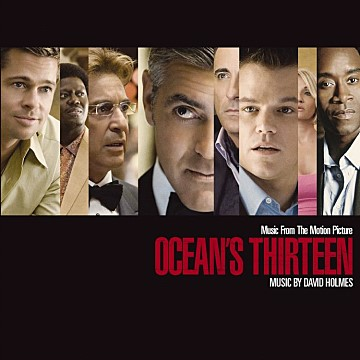 Music From The Motion Picture
OCEAN'S THIRTEEN
MUSIC BY DAVID HOLMES